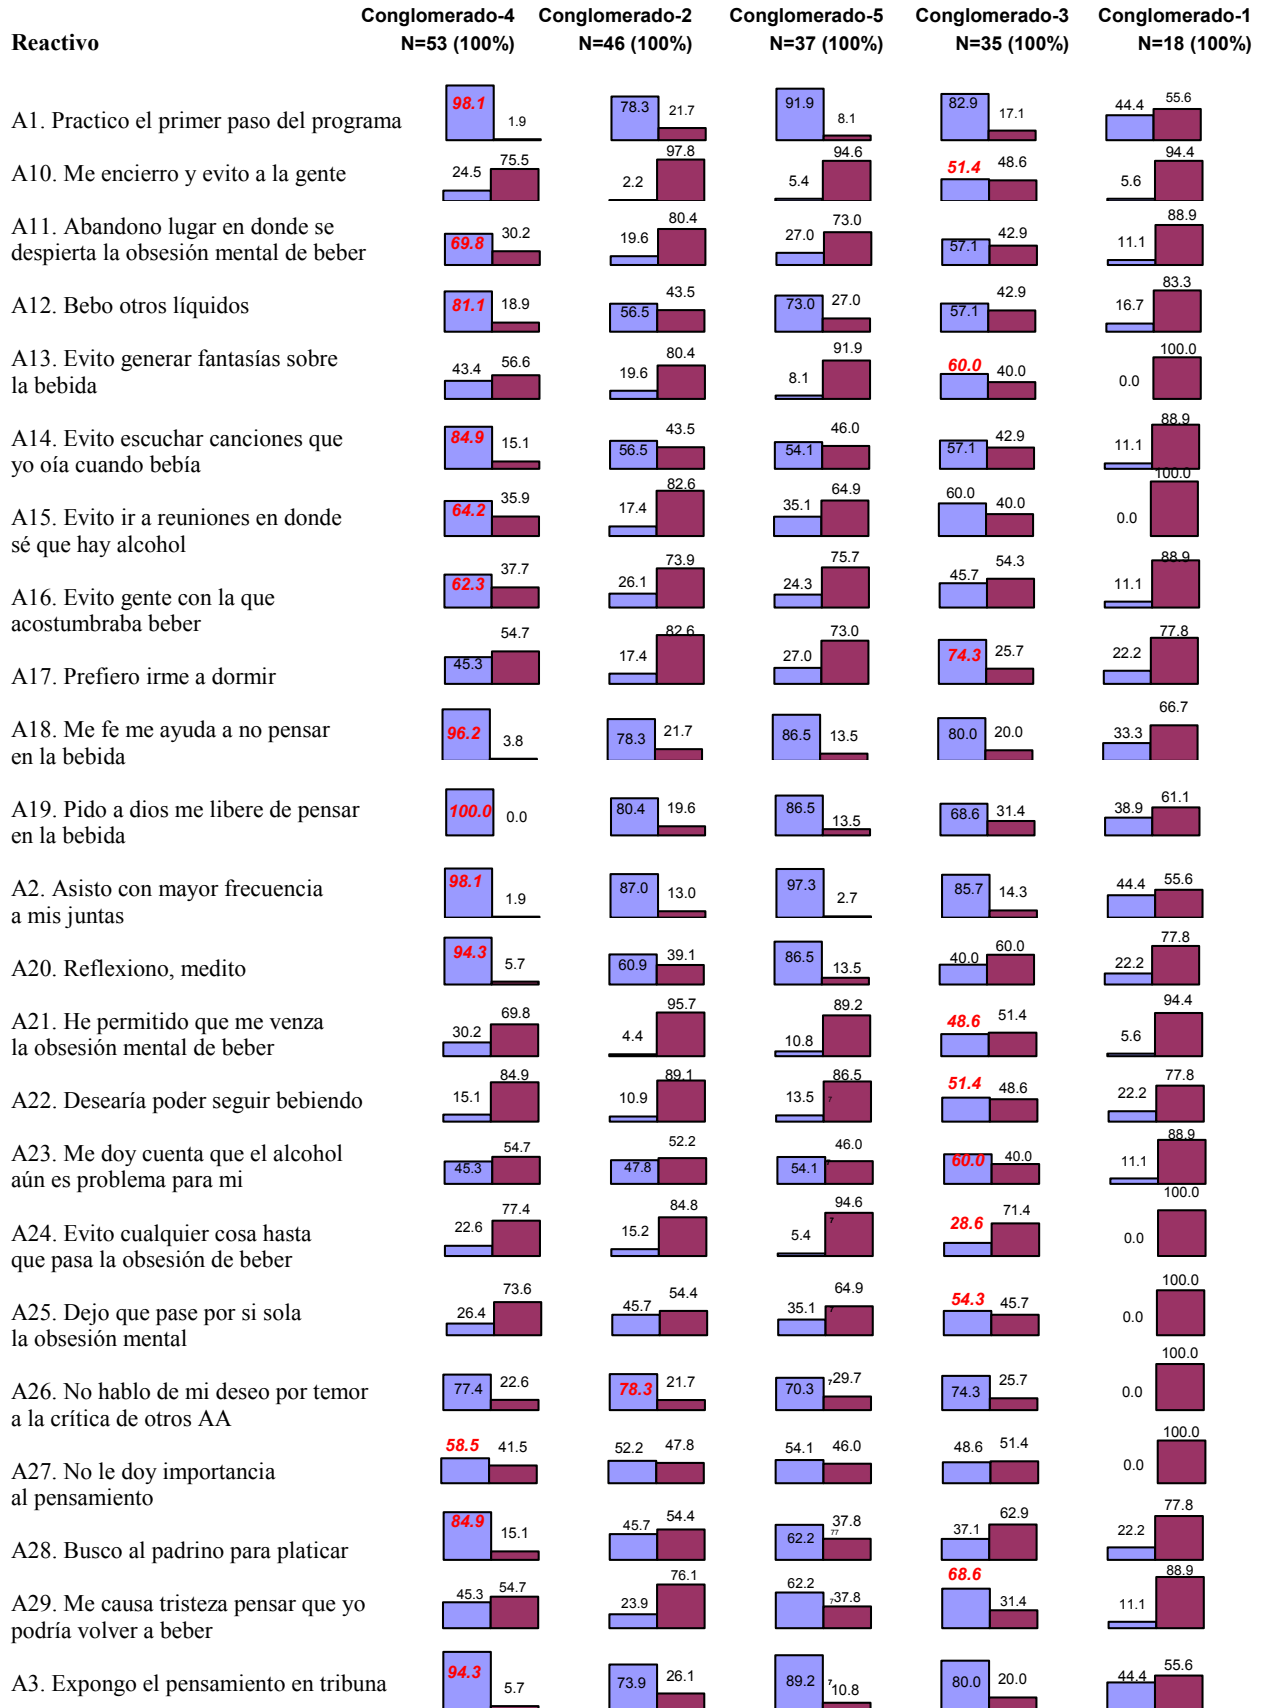 Conglomerado-4 Conglomerado-2 Conglomerado-5 Conglomerado-3 Conglomerado-1
Reactivo N=53 (100%) N=46 (100%) N=37 (100%) N=35 (100%) N=18 (100%)
A1. Practico el primer paso del programa 98.1 1.9 78.3 21.7 91.9 8.1 82.9 17.1 44.4 55.6
A10. Me encierro y evito a la gente 24.5 75.5 2.2 97.8 5.4 94.6 51.4 48.6 5.6 94.4
A11. Abandono lugar en donde se
despierta la obsesión mental de beber 69.8 30.2 19.6 80.4 27.0 73.0 57.1 42.9 11.1 88.9
A12. Bebo otros líquidos 81.1 18.9 56.5 43.5 73.0 27.0 57.1 42.9 16.7 83.3
A13. Evito generar fantasías sobre
la bebida 43.4 56.6 19.6 80.4 8.1 91.9 60.0 40.0 0.0 100.0
A14. Evito escuchar canciones que
yo oía cuando bebía 84.9 15.1 56.5 43.5 54.1 46.0 57.1 42.9 11.1 88.9
A15. Evito ir a reuniones en donde
sé que hay alcohol 64.2 35.9 17.4 82.6 35.1 64.9 60.0 40.0 0.0 100.0
A16. Evito gente con la que
acostumbraba beber 62.3 37.7 26.1 73.9 24.3 75.7 45.7 54.3 11.1 88.9
A17. Prefiero irme a dormir 45.3 54.7 17.4 82.6 27.0 73.0 74.3 25.7 22.2 77.8
A18. Me fe me ayuda a no pensar
en la bebida 96.2 3.8 78.3 21.7 86.5 13.5 80.0 20.0 33.3 66.7
A19. Pido a dios me libere de pensar
en la bebida 100.0 0.0 80.4 19.6 86.5 13.5 68.6 31.4 38.9 61.1
A2. Asisto con mayor frecuencia
a mis juntas 98.1 1.9 87.0 13.0 97.3 2.7 85.7 14.3 44.4 55.6
A20. Reflexiono, medito 94.3 5.7 60.9 39.1 86.5 13.5 40.0 60.0 22.2 77.8
A21. He permitido que me venza
la obsesión mental de beber 30.2 69.8 4.4 95.7 10.8 89.2 48.6 51.4 5.6 94.4
A22. Desearía poder seguir bebiendo 15.1 84.9 10.9 89.1 13.5 86.5 7 51.4 48.6 22.2 77.8
A23. Me doy cuenta que el alcohol
aún es problema para mi 45.3 54.7 47.8 52.2 54.1 46.0 7 60.0 40.0 11.1 88.9
A24. Evito cualquier cosa hasta
que pasa la obsesión de beber 22.6 77.4 15.2 84.8 5.4 94.6 7 28.6 71.4 0.0 100.0
A25. Dejo que pase por si sola
la obsesión mental 26.4 73.6 45.7 54.4 35.1 64.9 7 54.3 45.7 0.0 100.0
A26. No hablo de mi deseo por temor
a la crítica de otros AA 77.4 22.6 78.3 21.7 70.3 7 29.7 74.3 25.7 0.0 100.0
A27. No le doy importancia
al pensamiento 58.5 41.5 52.2 47.8 54.1 46.0 48.6 51.4 0.0 100.0
A28. Busco al padrino para platicar 84.9 15.1 45.7 54.4 62.2 37.8 77 37.1 62.9 22.2 77.8
A29. Me causa tristeza pensar que yo
podría volver a beber 45.3 54.7 23.9 76.1 62.2 7 37.8 68.6 31.4 11.1 88.9
A3. Expongo el pensamiento en tribuna 94.3 5.7 73.9 26.1 89.2 7 10.8 80.0 20.0 44.4 55.6